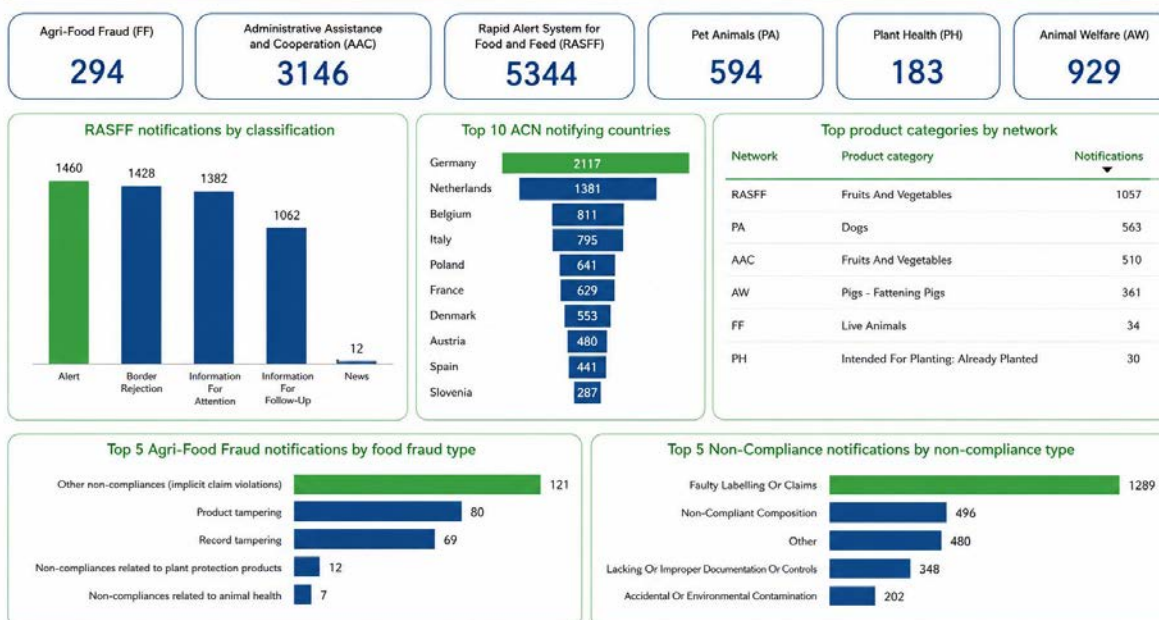 Agri-Food Fraud (FF)
294
Administrative Assistance
and Cooperation (AAC)
3146
Rapid Alert System for
Food and Feed (RASFF)
5344
Pet Animals (PA)
594
Plant Health (PH)
183
Animal Welfare (AW)
929
RASFF notifications by classification
1460
1428
1382
1062
12
Alert
Border
Rejection
Information
For
Attention
Information
For
Follow-Up
News
Top 10 ACN notifying countries
Germany 2117
Netherlands 1381
Belgium 811
Italy 795
Poland 641
France 629
Denmark 553
Austria 480
Spain 441
Slovenia 287
Top product categories by network
Network Product category Notifications
RASFF Fruits And Vegetables 1057
PA Dogs 563
AAC Fruits And Vegetables 510
AW Pigs - Fattening Pigs 361
FF Live Animals 34
PH Intended For Planting: Already Planted 30
Top 5 Agri-Food Fraud notifications by food fraud type
Other non-compliances (implicit claim violations) 121
Product tampering 80
Record tampering 69
Non-compliances related to plant protection products 12
Non-compliances related to animal health 7
Top 5 Non-Compliance notifications by non-compliance type
Faulty Labelling Or Claims 1289
Non-Compliant Composition 496
Other 480
Lacking Or Improper Documentation Or Controls 348
Accidental Or Environmental Contamination 202